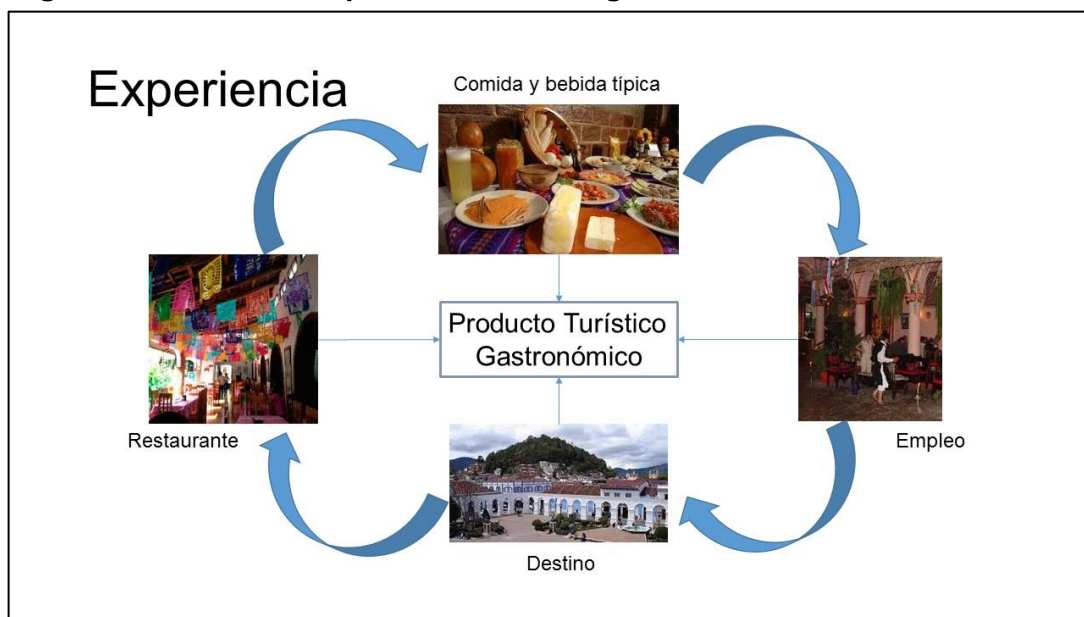 Experiencia
Comida y bebida típica
Producto Turístico
Gastronómico
Restaurante
Empleo
Destino